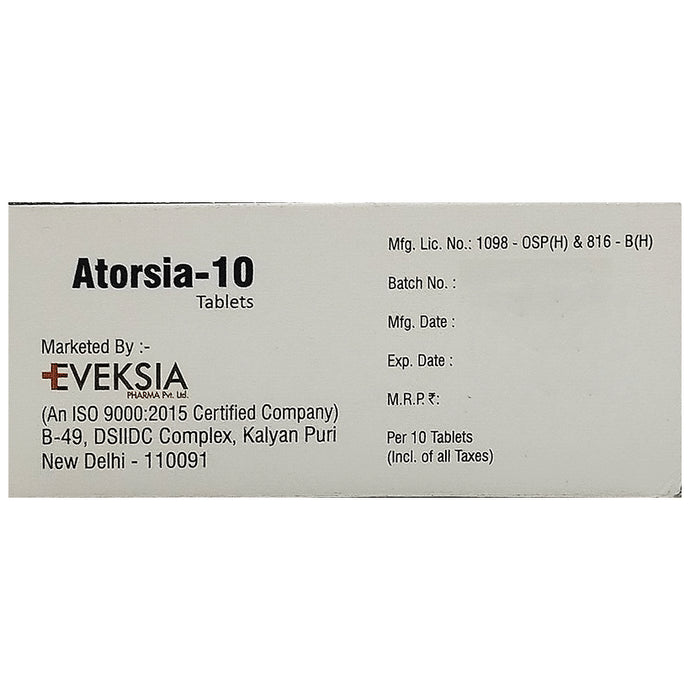 Atorsia-10
Tablets
Marketed By :-
EVEKSIA
PHARMA Pvt. Ltd.
(An ISO 9000:2015 Certified Company)
B-49, DSIIDC Complex, Kalyan Puri
New Delhi - 110091
Mfg. Lic. No.: 1098 - OSP(H) & 816 - B(H)
Batch No. :
Mfg. Date :
Exp. Date :
M.R.P. ₹:
Per 10 Tablets
(Incl. of all Taxes)